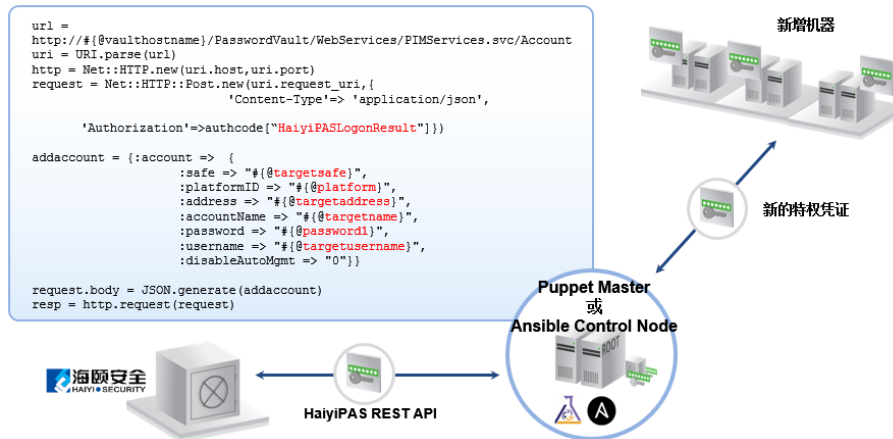 url =
http://#{@vaulthostname}/PasswordVault/WebServices/PIMServices.svc/Account
uri = URI.parse(url)
http = Net::HTTP.new(uri.host,uri.port)
request = Net::HTTP::Post.new(uri.request_uri,{
'Content-Type'=> 'application/json',
'Authorization'=>authcode[“HaiyiPASLogonResult"]})
addaccount = {:account => {
:safe => "#{@targetsafe}",
:platformID => "#{@platform}",
:address => "#{@targetaddress}",
:accountName => "#{@targetname}",
:password => "#{@password1}",
:username => "#{@targetusername}",
:disableAutoMgmt => "0"}}
request.body = JSON.generate(addaccount)
resp = http.request(request)
新增机器
新的特权凭证
Puppet Master
或
Ansible Control Node
ROOT
海颐安全
HAIYI SECURITY
HaiyiPAS REST API